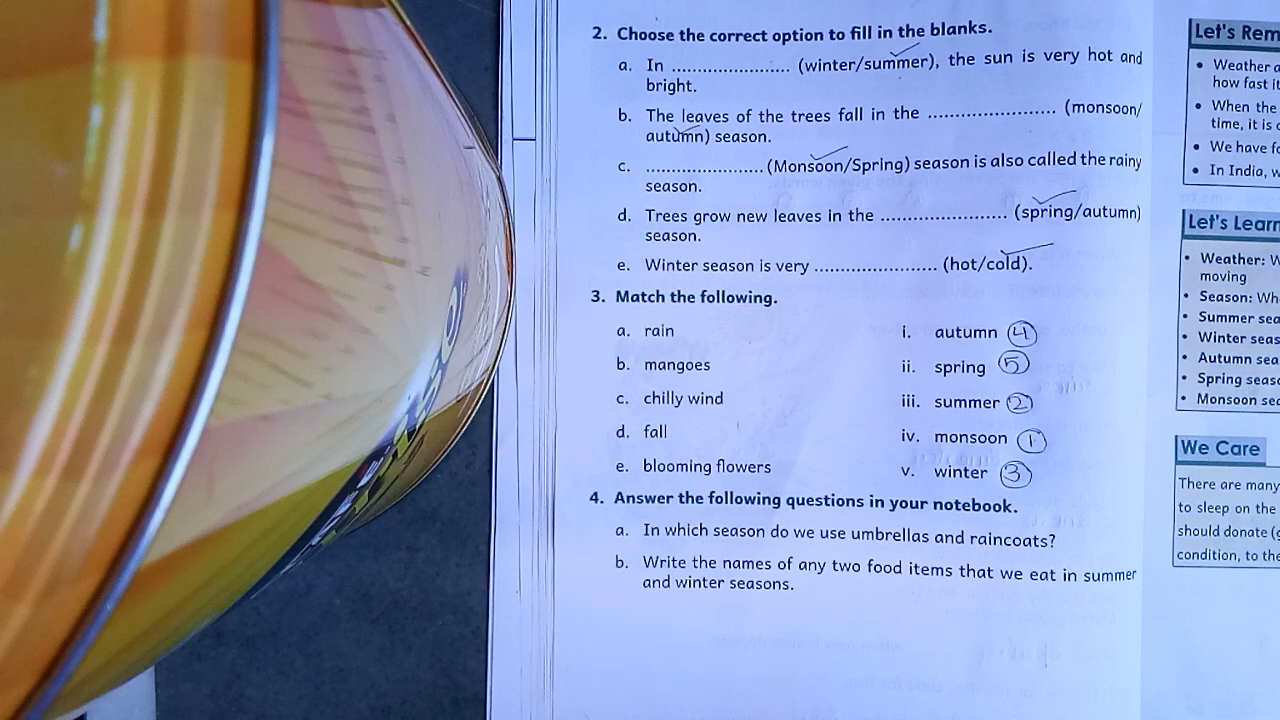 2. Choose the correct option to fill in the blanks.
a. In ...................... (winter/summer), the sun is very hot and
bright.
b. The leaves of the trees fall in the ........................ (monsoon/
autumn) season.
c. ...................... (Monsoon/Spring) season is also called the rainy
season.
d. Trees grow new leaves in the ........................ (spring/autumn)
season.
e. Winter season is very ....................... (hot/cold).
3. Match the following.
a. rain i. autumn 4
b. mangoes ii. spring 5
c. chilly wind iii. summer 2
d. fall iv. monsoon 1
e. blooming flowers v. winter 3
4. Answer the following questions in your notebook.
a. In which season do we use umbrellas and raincoats?
b. Write the names of any two food items that we eat in summer
and winter seasons.
Let's Rem
• Weather a
how fast it
• When the
time, it is
• We have fo
• In India, w
Let's Learn
• Weather: W
moving
• Season: Wh
• Summer sea
• Winter seas
• Autumn sea
• Spring seaso
• Monsoon sea
We Care
There are many
to sleep on the
should donate
condition, to the